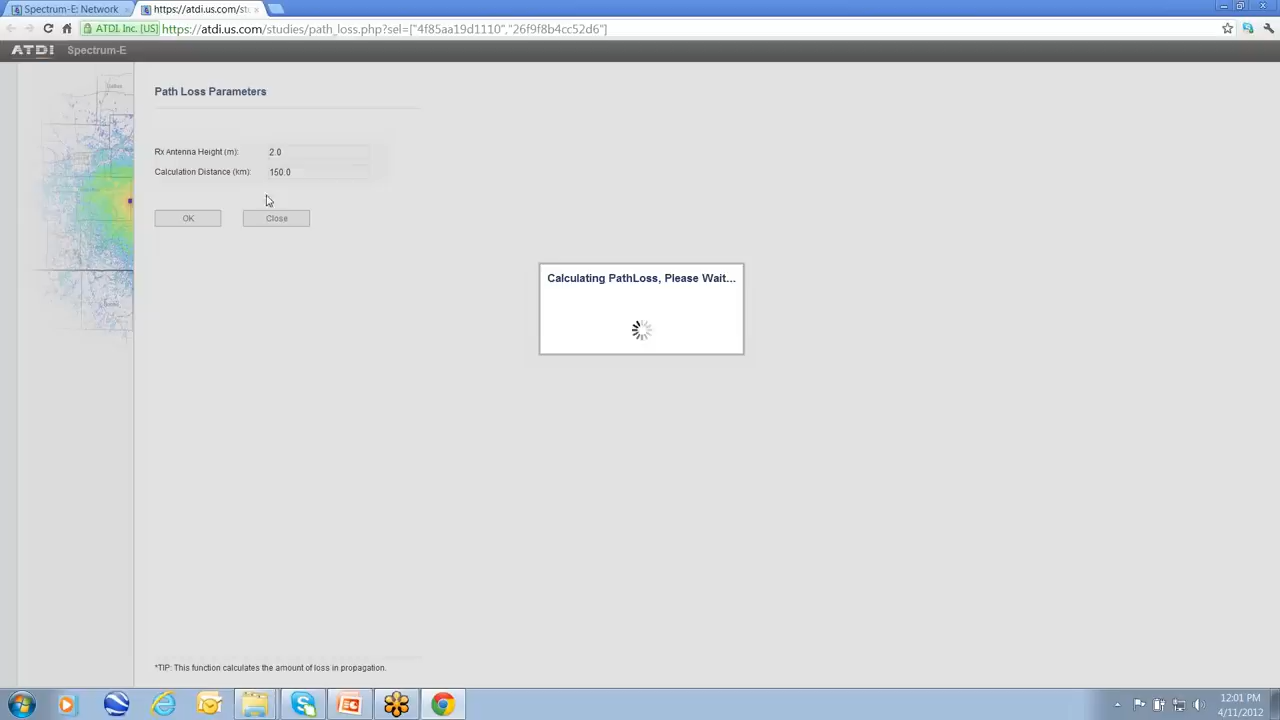 Spectrum-E: Network
https://atdi.us.com/stu
ATDI, Inc. [US] https://atdi.us.com/studies/path_loss.php?sel=["4f85aa19d1110","26f9f8b4cc52d6"]
ATDI Spectrum-E
Path Loss Parameters
Rx Antenna Height (m): 2.0
Calculation Distance (km): 150.0
OK Close
Calculating PathLoss, Please Wait...
*TIP: This function calculates the amount of loss in propagation.
12:01 PM
4/11/2012